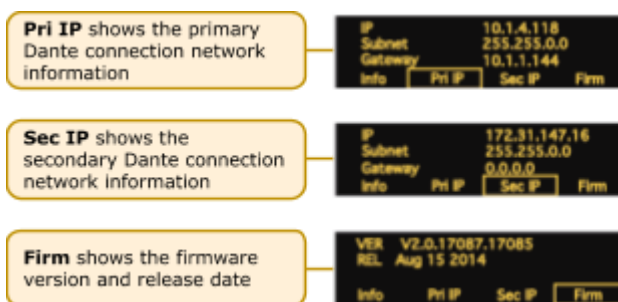 Pri IP shows the primary
Dante connection network
information
IP 10.1.4.118
Subnet 255.255.0.0
Gateway 10.1.1.144
Info Pri IP Sec IP Firm
Sec IP shows the
secondary Dante connection
network information
IP 172.31.147.16
Subnet 255.255.0.0
Gateway 0.0.0.0
Info Pri IP Sec IP Firm
Firm shows the firmware
version and release date
VER V2.0.17087.17085
REL Aug 15 2014
Info Pri IP Sec IP Firm